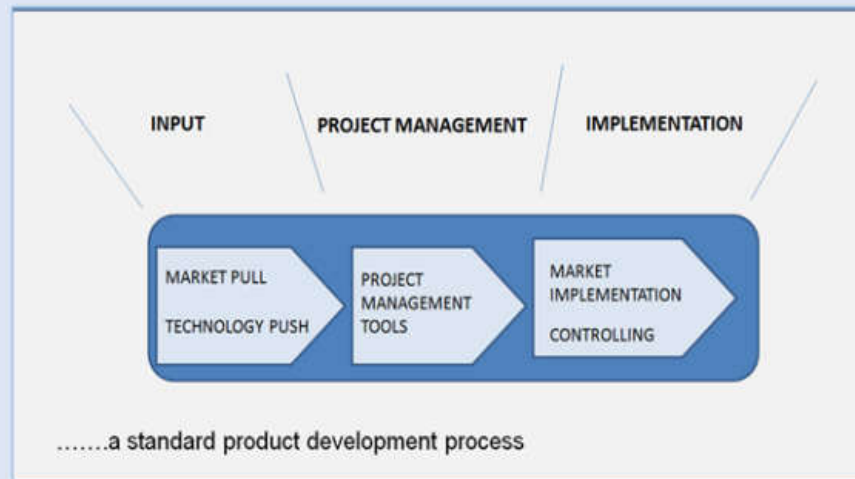 INPUT
PROJECT MANAGEMENT
IMPLEMENTATION
MARKET PULL
TECHNOLOGY PUSH
PROJECT
MANAGEMENT
TOOLS
MARKET
IMPLEMENTATION
CONTROLLING
.......a standard product development process